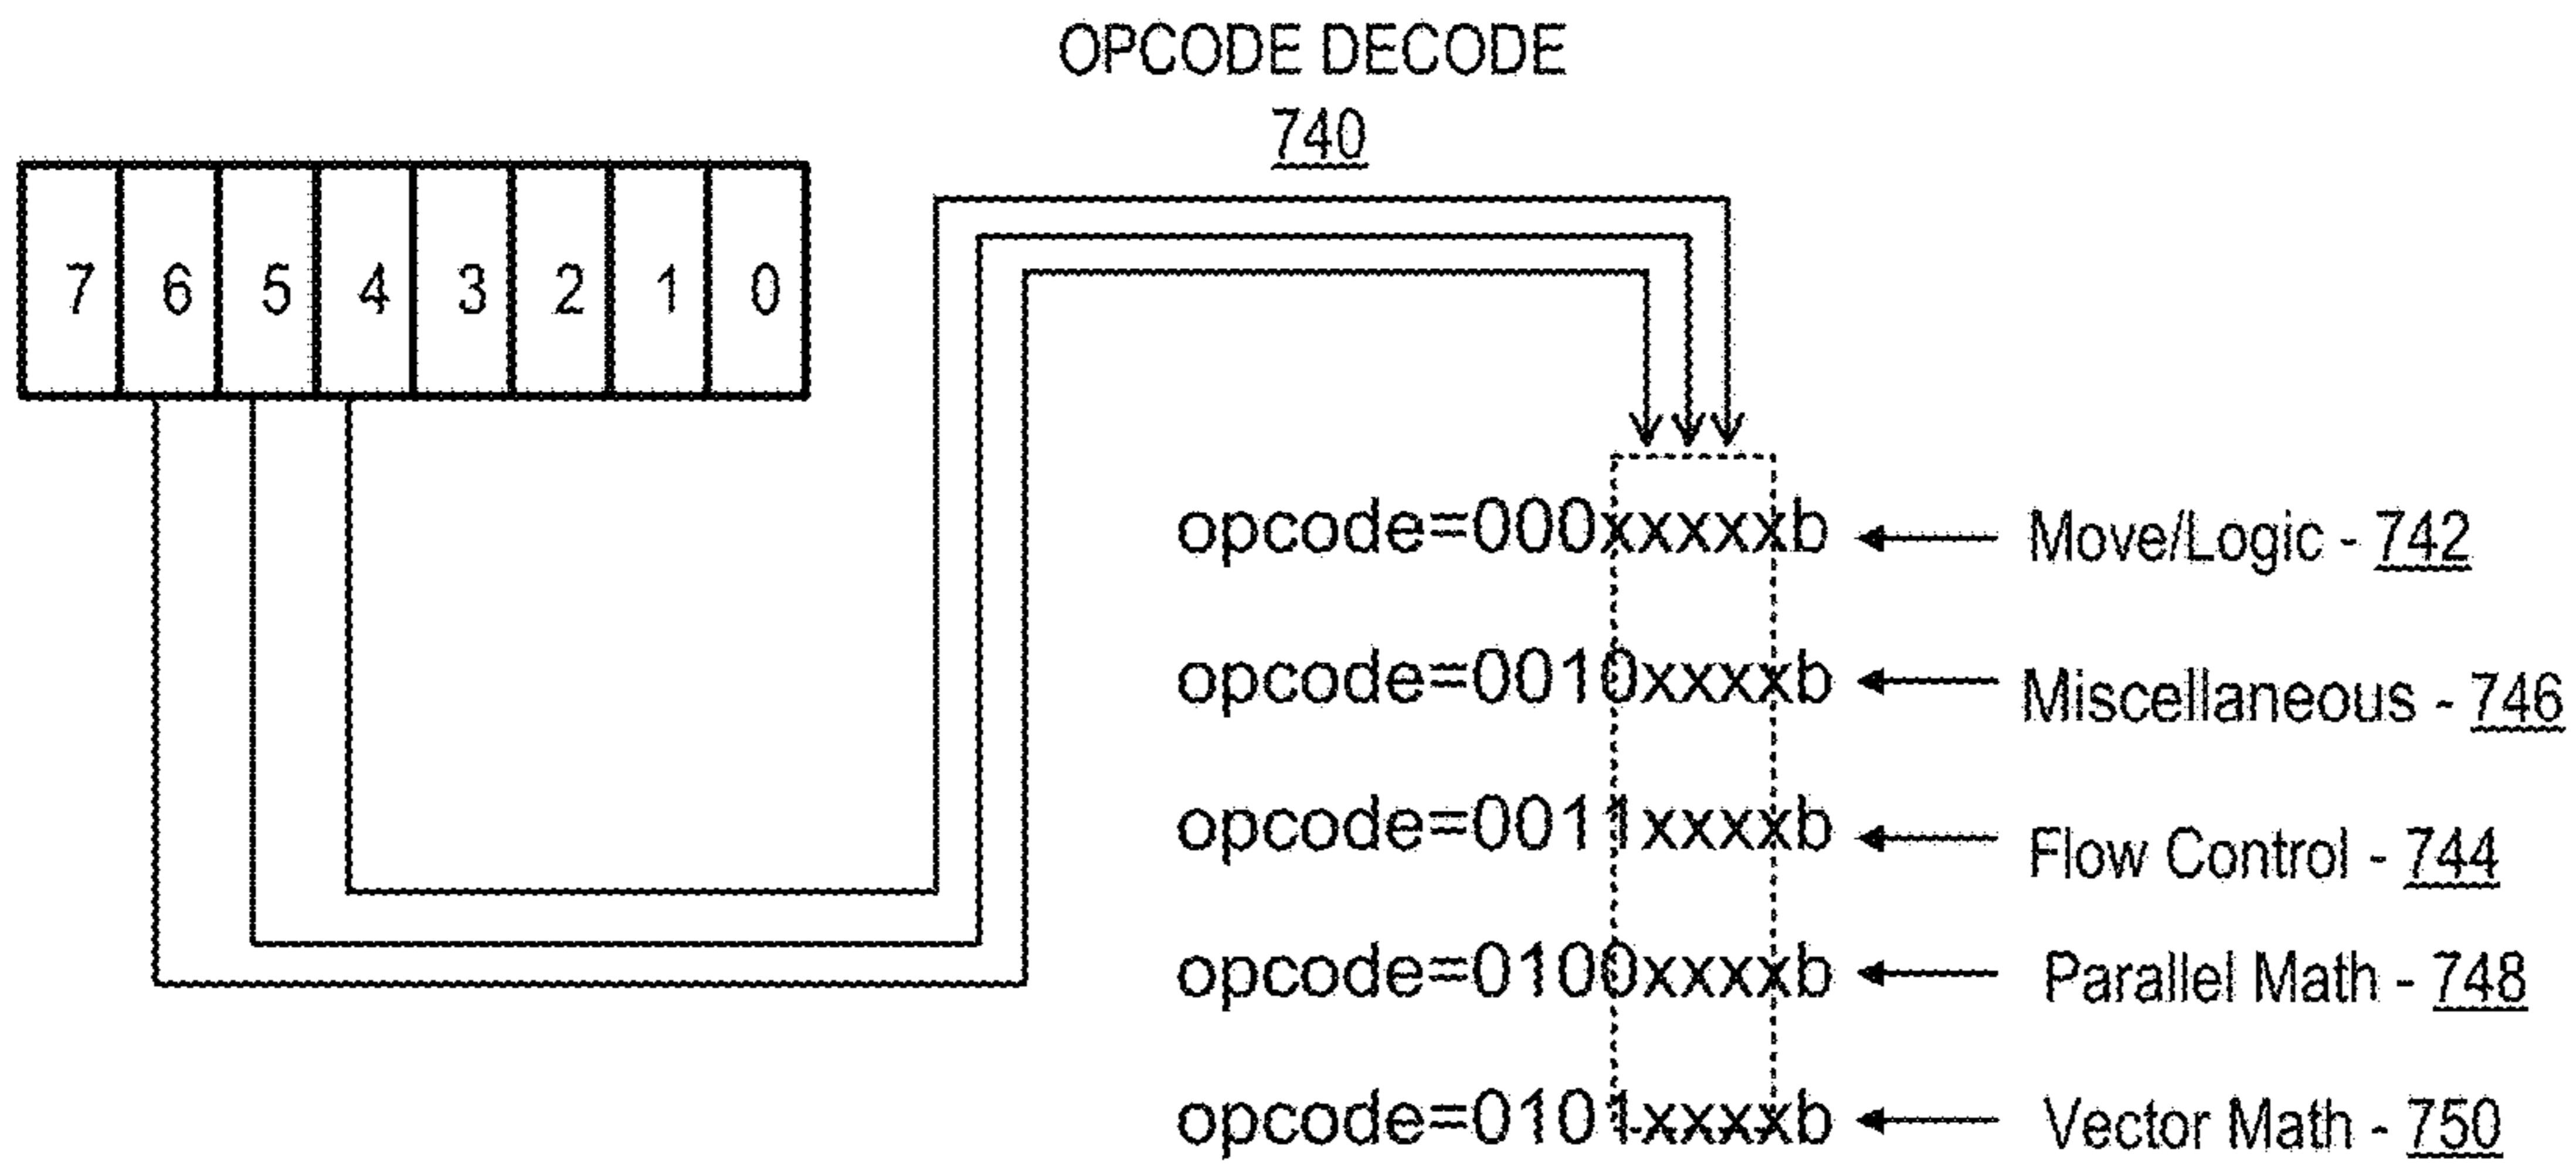 OPCODE DECODE
740
7 6 5 4 3 2 1 0
opcode=000xxxxxb Move/Logic - 742
opcode=0010xxxxb Miscellaneous - 746
opcode=0011xxxxb Flow Control - 744
opcode=0100xxxxb Parallel Math - 748
opcode=0101xxxxb Vector Math - 750